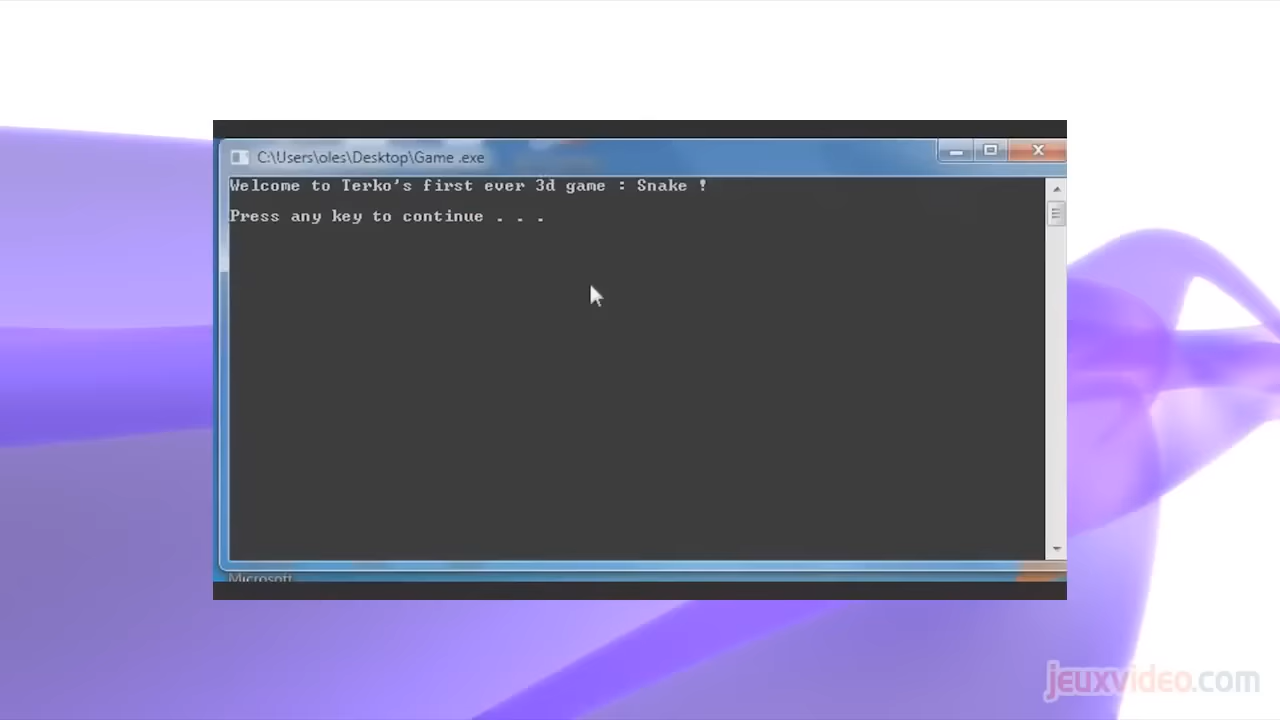 C:\Users\oles\Desktop\Game .exe
Welcome to Terko's first ever 3d game : Snake !
Press any key to continue . . .
Microsoft
jeuxvideo.com